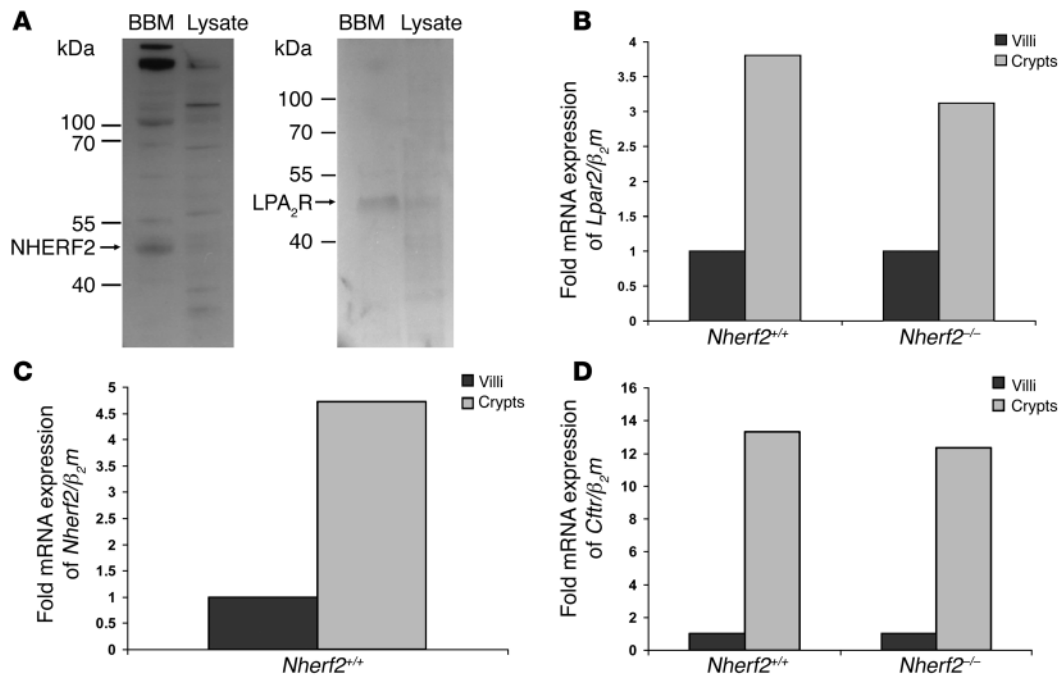 A
BBM Lysate
kDa
100
70
55
NHERF2
40
BBM Lysate
kDa
100
70
55
LPA₂R
40
B
Fold mRNA expression
of Lpar2/β₂m
4
3.5
3
2.5
2
1.5
1
0.5
0
Villi
Crypts
Nherf2⁺/⁺
Nherf2⁻/⁻
C
Fold mRNA expression
of Nherf2/β₂m
5
4.5
4
3.5
3
2.5
2
1.5
1
0.5
0
Villi
Crypts
Nherf2⁺/⁺
D
Fold mRNA expression
of Cftr/β₂m
16
14
12
10
8
6
4
2
0
Villi
Crypts
Nherf2⁺/⁺
Nherf2⁻/⁻